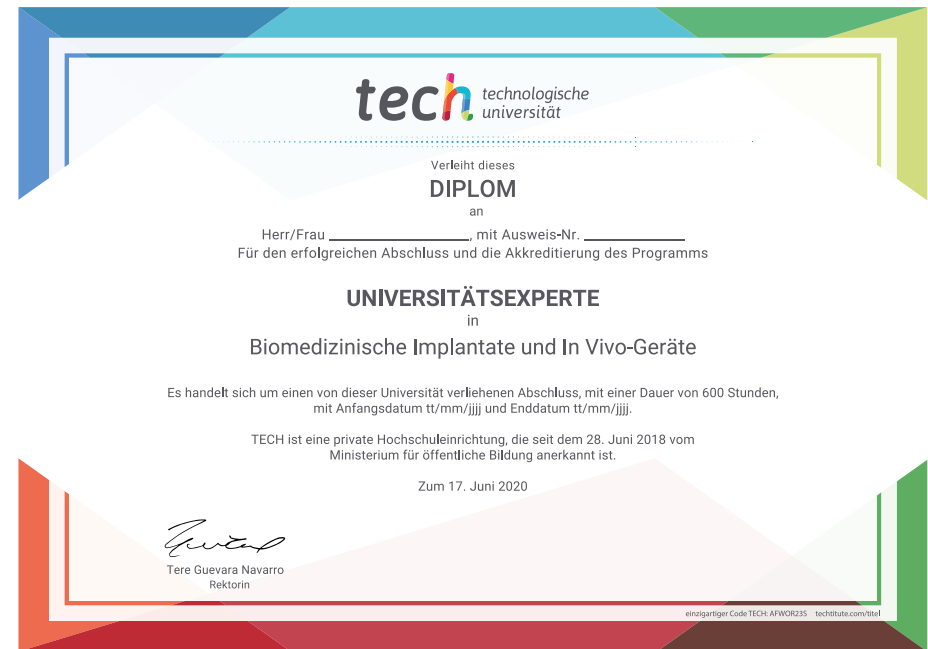 tech technologische
universität
Verleiht dieses
DIPLOM
an
Herr/Frau ____________________, mit Ausweis-Nr. ______________
Für den erfolgreichen Abschluss und die Akkreditierung des Programms
UNIVERSITÄTSEXPERTE
in
Biomedizinische Implantate und In Vivo-Geräte
Es handelt sich um einen von dieser Universität verliehenen Abschluss, mit einer Dauer von 600 Stunden,
mit Anfangsdatum tt/mm/jjjj und Enddatum tt/mm/jjjj.
TECH ist eine private Hochschuleinrichtung, die seit dem 28. Juni 2018 vom
Ministerium für öffentliche Bildung anerkannt ist.
Zum 17. Juni 2020
Tere Guevara Navarro
Rektorin
einzigartiger Code TECH: AFWOR23S techtitute.com/titel